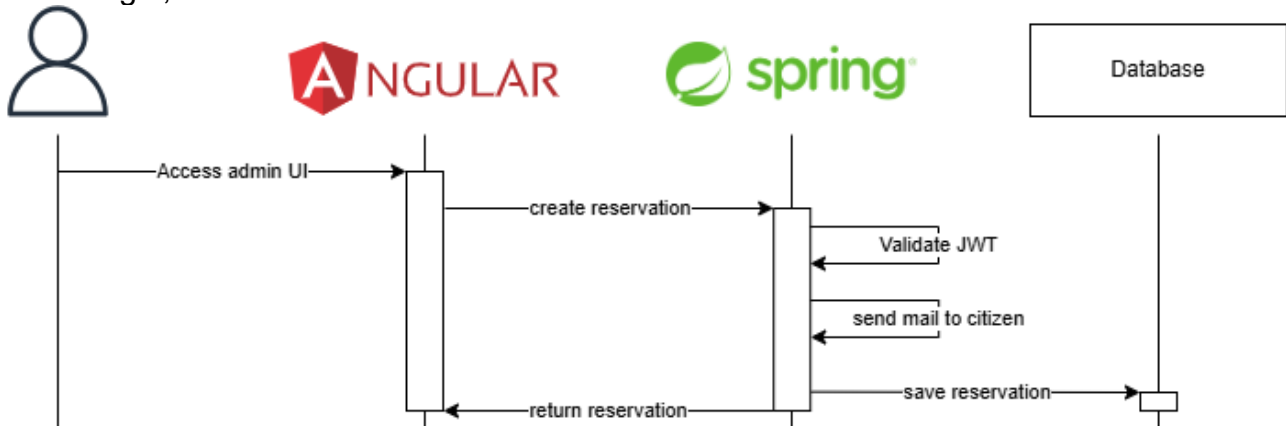 ANGULAR
spring
Database
Access admin UI
create reservation
Validate JWT
send mail to citizen
save reservation
return reservation